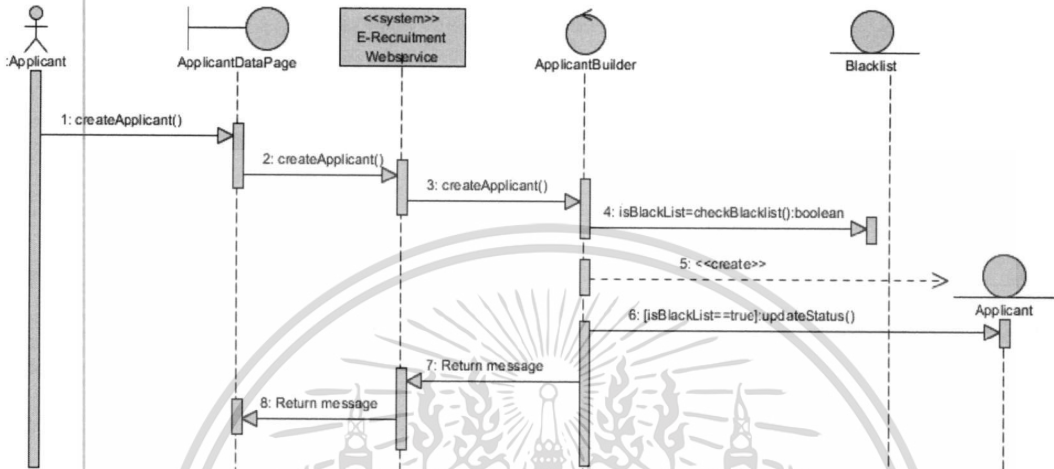 <<system>>
E-Recruitment
Webservice
:Applicant
ApplicantDataPage
ApplicantBuilder
Blacklist
1: createApplicant()
2: createApplicant()
3: createApplicant()
4: isBlackList=checkBlacklist():boolean
5: <<create>>
Applicant
6: [isBlackList==true]:updateStatus()
7: Return message
8: Return message